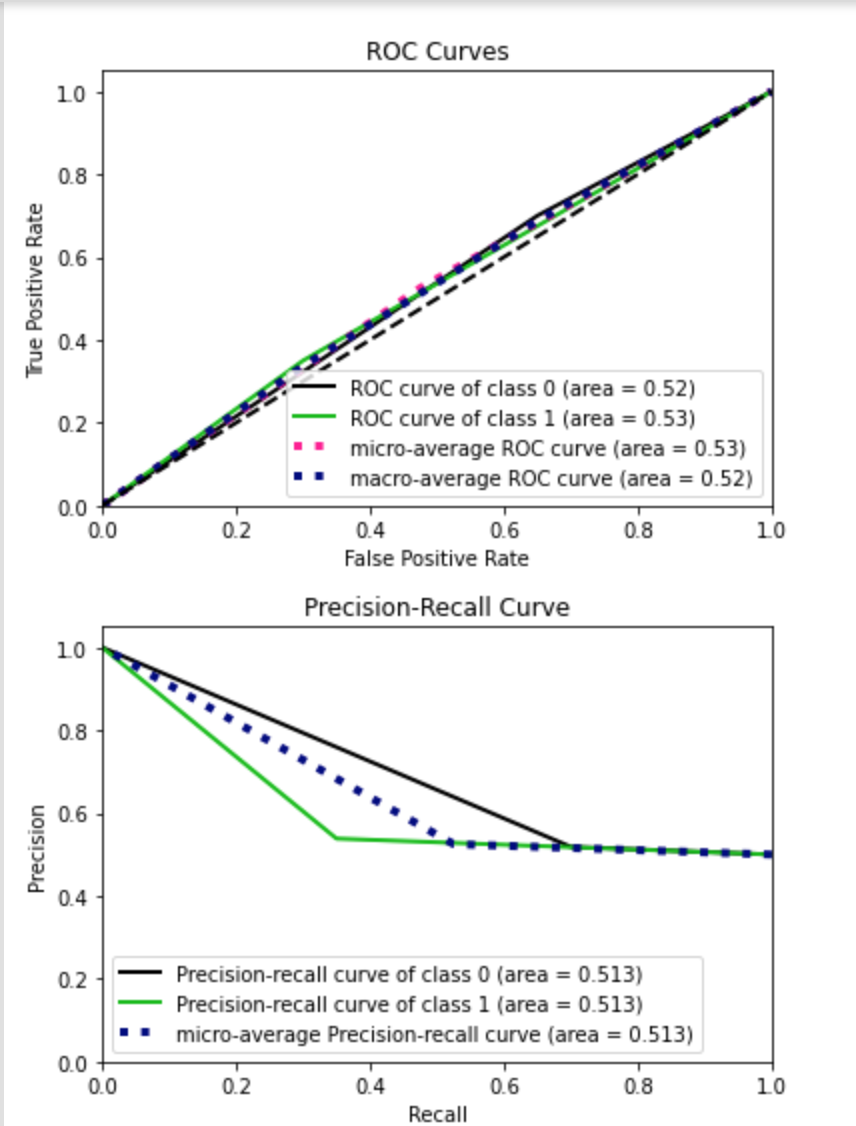 ROC Curves
1.0
0.8
0.6
0.4
0.2
0.0
True Positive Rate
ROC curve of class 0 (area = 0.52)
ROC curve of class 1 (area = 0.53)
micro-average ROC curve (area = 0.53)
macro-average ROC curve (area = 0.52)
0.0 0.2 0.4 0.6 0.8 1.0
False Positive Rate
Precision-Recall Curve
1.0
0.8
0.6
0.4
0.2
0.0
Precision
Precision-recall curve of class 0 (area = 0.513)
Precision-recall curve of class 1 (area = 0.513)
micro-average Precision-recall curve (area = 0.513)
0.0 0.2 0.4 0.6 0.8 1.0
Recall